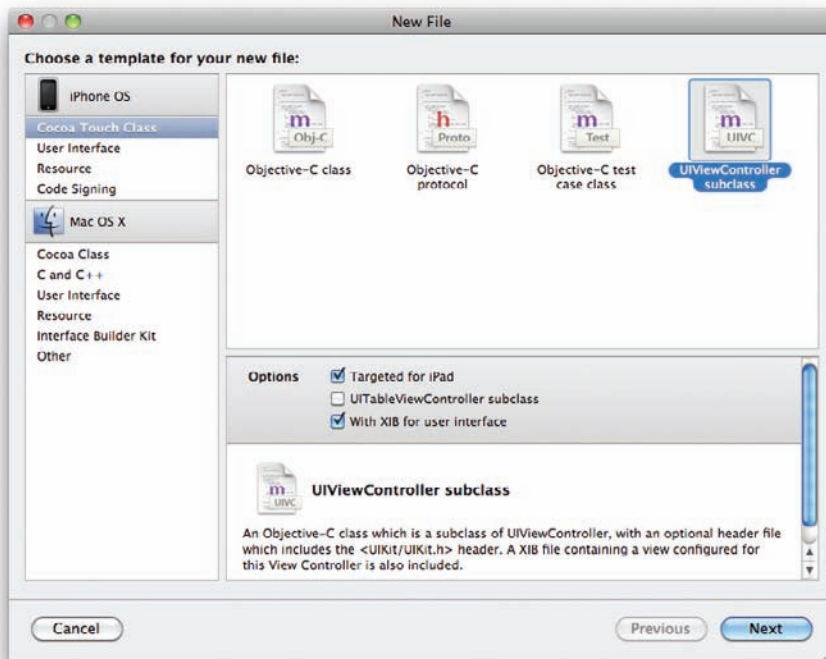 New File
Choose a template for your new file:
iPhone OS
Cocoa Touch Class
User Interface
Resource
Code Signing
Mac OS X
Cocoa Class
C and C++
User Interface
Resource
Interface Builder Kit
Other
m
Obj-C
Objective-C class
h
Proto
Objective-C
protocol
m
Test
Objective-C test
case class
m
UIVC
UIViewController
subclass
Options
Targeted for iPad
UITableViewController subclass
With XIB for user interface
m
UIVC
UIViewController subclass
An Objective-C class which is a subclass of UIViewController, with an optional header file
which includes the <UIKit/UIKit.h> header. A XIB file containing a view configured for
this View Controller is also included.
Cancel
Previous
Next